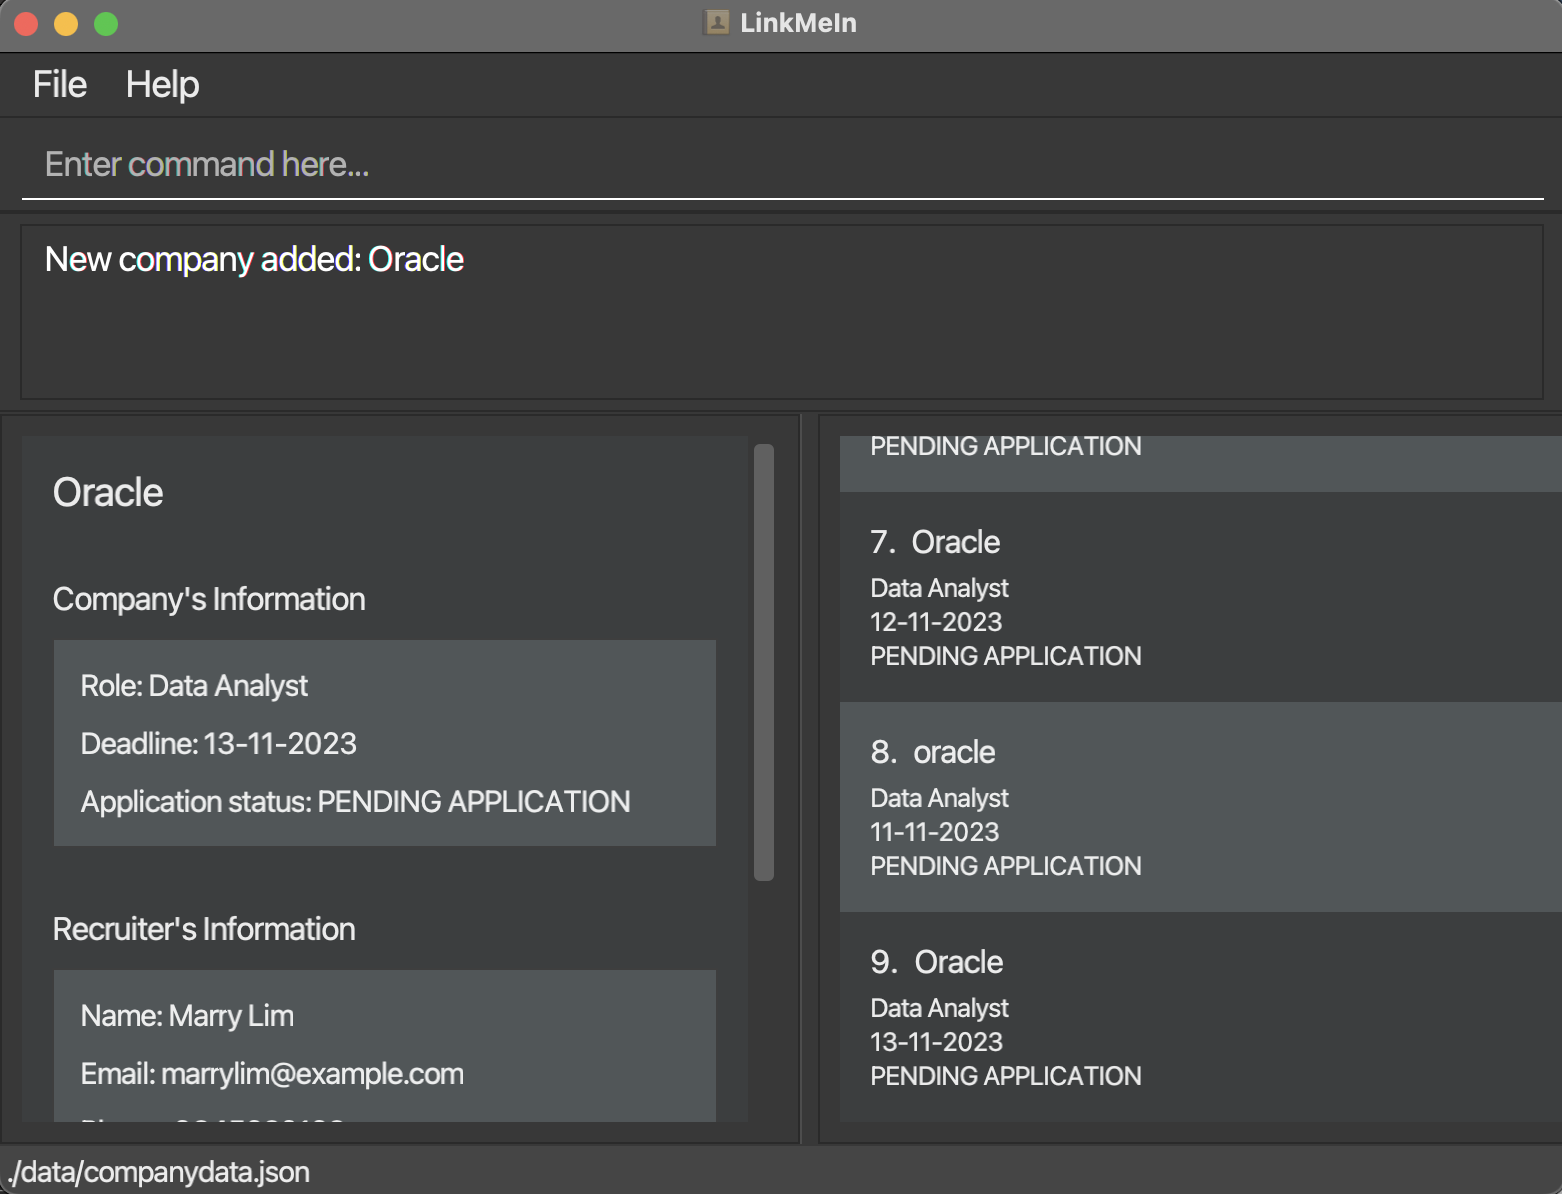 LinkMeIn
File Help
Enter command here...
New company added: Oracle
Oracle
Company's Information
Role: Data Analyst
Deadline: 13-11-2023
Application status: PENDING APPLICATION
Recruiter's Information
Name: Marry Lim
Email: marrylim@example.com
PENDING APPLICATION
7. Oracle
Data Analyst
12-11-2023
PENDING APPLICATION
8. oracle
Data Analyst
11-11-2023
PENDING APPLICATION
9. Oracle
Data Analyst
13-11-2023
PENDING APPLICATION
./data/companydata.json